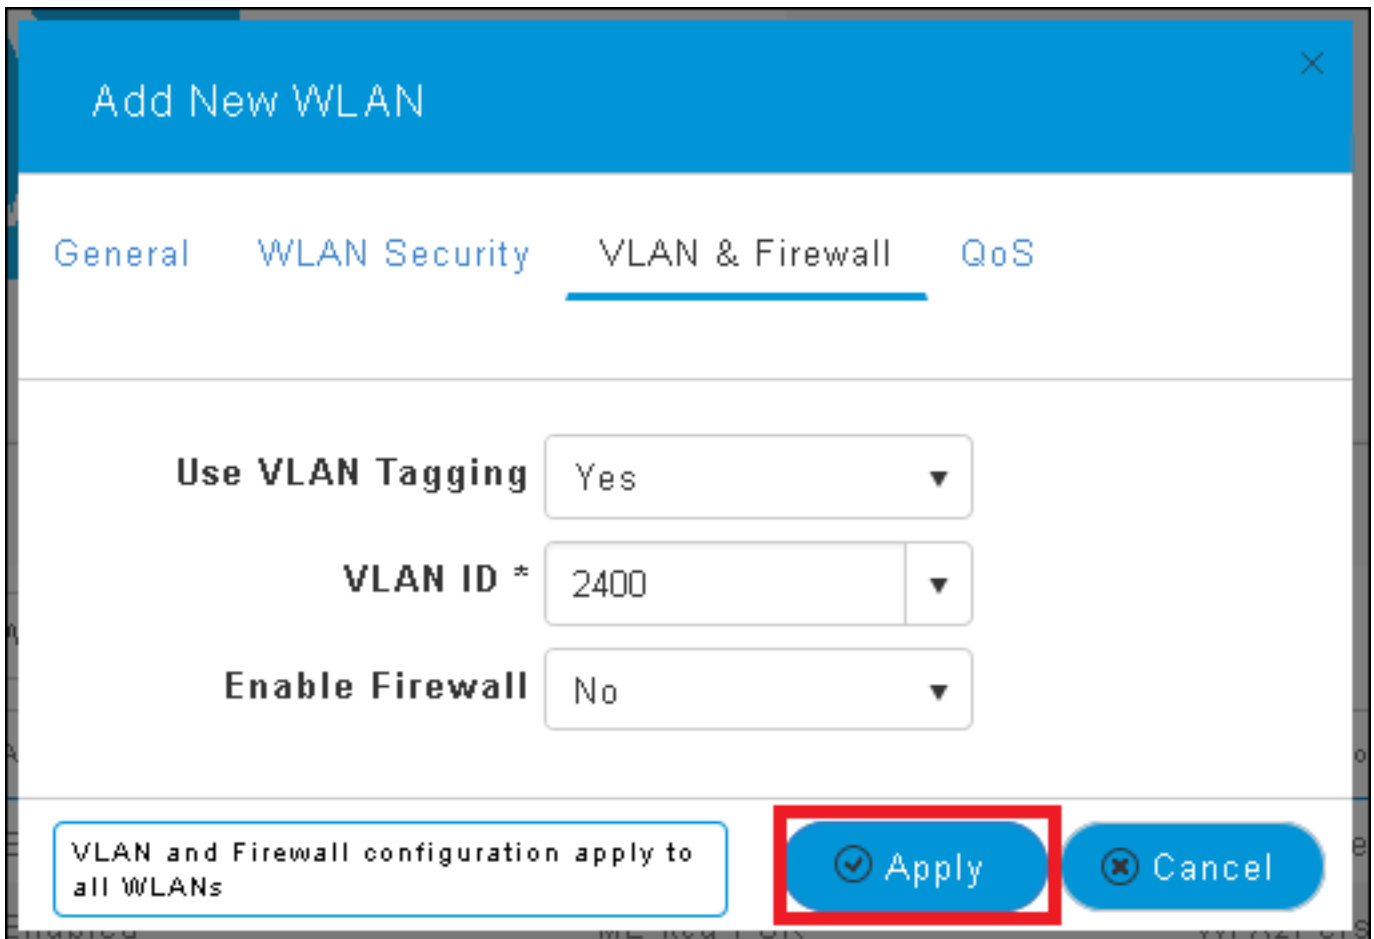 Add New WLAN
General WLAN Security VLAN & Firewall QoS
Use VLAN Tagging Yes
VLAN ID * 2400
Enable Firewall No
VLAN and Firewall configuration apply to
all WLANs
Apply Cancel